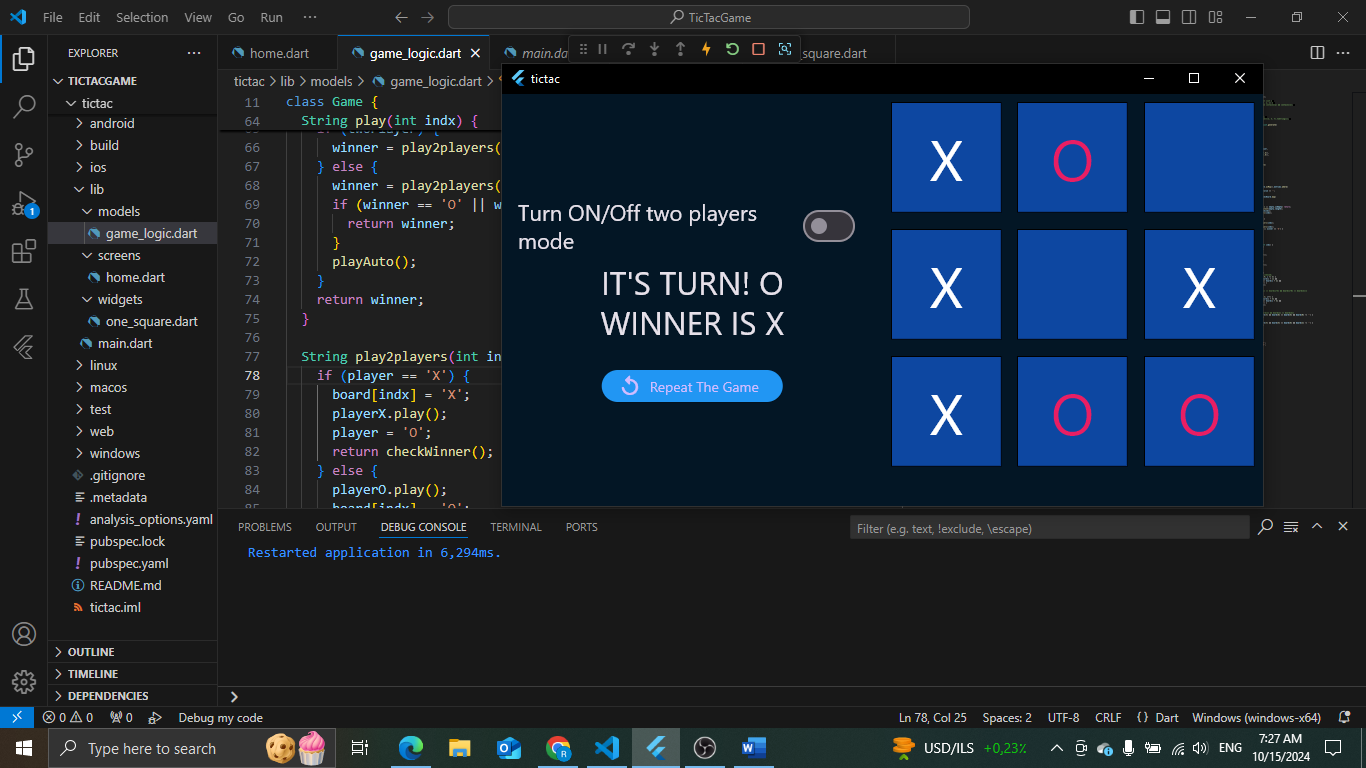 File Edit Selection View Go Run ··· TicTacGame
EXPLORER ···
home.dart game_logic.dart main.da square.dart
TICTACGAME
tictac
android
build
ios
lib
models
game_logic.dart
screens
home.dart
widgets
one_square.dart
main.dart
linux
macos
test
web
windows
.gitignore
.metadata
analysis_options.yaml
pubspec.lock
pubspec.yaml
README.md
tictac.iml
OUTLINE
TIMELINE
DEPENDENCIES
tictac > lib > models > game_logic.dart >
11 class Game {
64 String play(int indx) {
66 winner = play2players(
67 } else {
68 winner = play2players(
69 if (winner == 'O' || w
70 return winner;
71 }
72 playAuto();
73 }
74 return winner;
75 }
76
77 String play2players(int in
78 if (player == 'X') {
79 board[indx] = 'X';
80 playerX.play();
81 player = 'O';
82 return checkWinner();
83 } else {
84 playerO.play();
tictac
Turn ON/Off two players
mode
IT'S TURN! O
WINNER IS X
Repeat The Game
X O
X X
X O O
PROBLEMS OUTPUT DEBUG CONSOLE TERMINAL PORTS
Filter (e.g. text, !exclude, \escape)
Restarted application in 6,294ms.
0 0 0 Debug my code
Ln 78, Col 25 Spaces: 2 UTF-8 CRLF {} Dart Windows (windows-x64)
Type here to search
USD/ILS +0,23% ENG
7:27 AM
10/15/2024